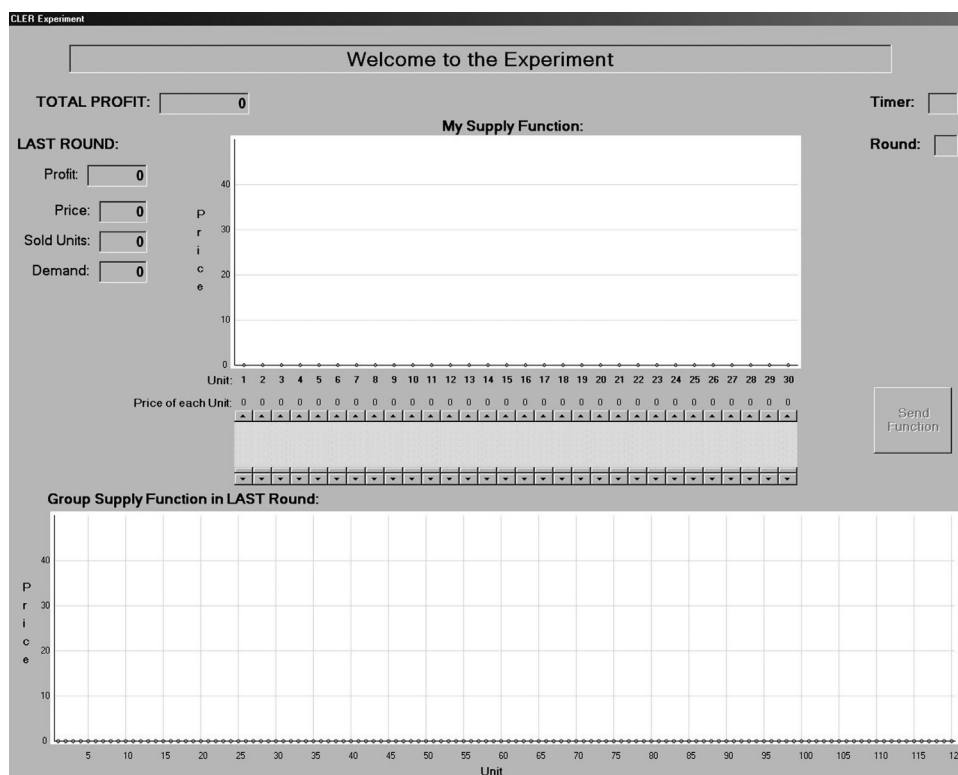 CLER Experiment
Welcome to the Experiment
TOTAL PROFIT: 0
Timer:
My Supply Function:
LAST ROUND:
Round:
Profit: 0
Price: 0
Sold Units: 0
Demand: 0
Price
40
30
20
10
0
Unit: 1 2 3 4 5 6 7 8 9 10 11 12 13 14 15 16 17 18 19 20 21 22 23 24 25 26 27 28 29 30
Price of each Unit: 0 0 0 0 0 0 0 0 0 0 0 0 0 0 0 0 0 0 0 0 0 0 0 0 0 0 0 0 0 0
Send
Function
Group Supply Function in LAST Round:
Price
40
30
20
10
0
5 10 15 20 25 30 35 40 45 50 55 60 65 70 75 80 85 90 95 100 105 110 115 12
Unit